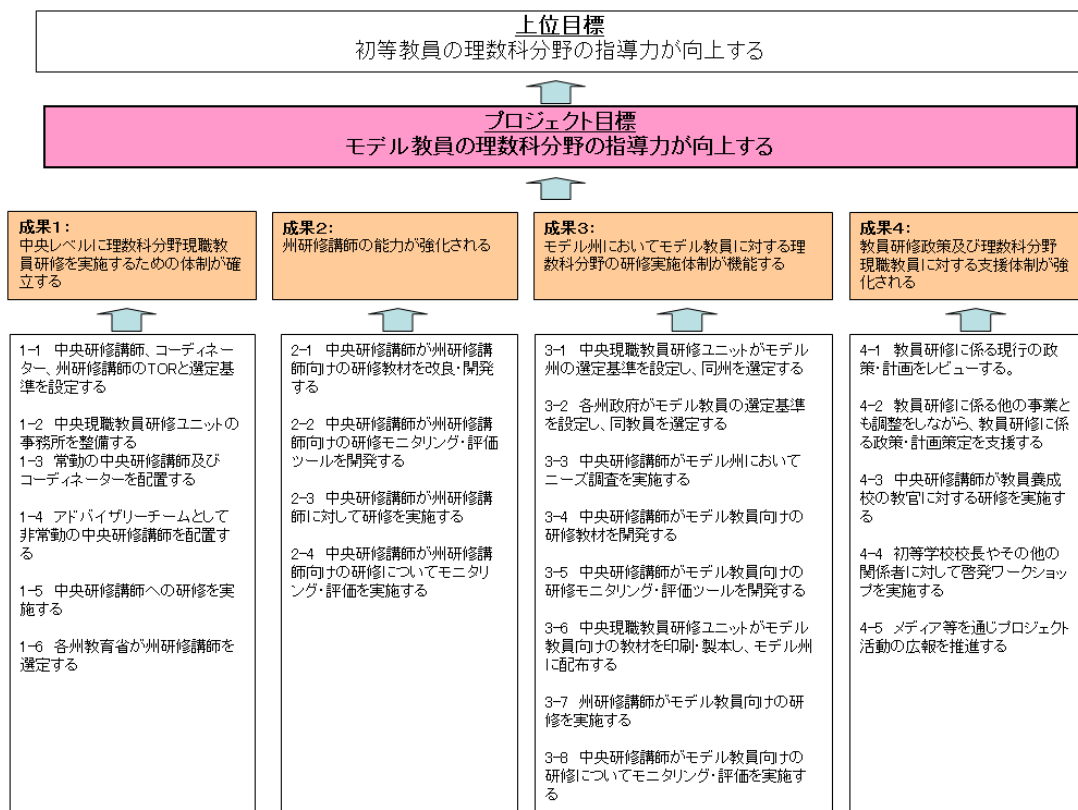 上位目標
初等教員の理数科分野の指導力が向上する
プロジェクト目標
モデル教員の理数科分野の指導力が向上する
成果1：
中央レベルに理数科分野現職教
員研修を実施するための体制が確
立する
成果2：
州研修講師の能力が強化される
成果3：
モデル州においてモデル教員に対する理
数科分野の研修実施体制が機能する
成果4：
教員研修政策及び理数科分野
現職教員に対する支援体制が強
化される
1-1 中央研修講師、コーディネー
ター、州研修講師のTORと選定基
準を設定する
1-2 中央現職教員研修ユニットの
事務所を整備する
1-3 常勤の中央研修講師及び
コーディネーターを配置する
1-4 アドバイザリーチームとして
非常勤の中央研修講師を配置す
る
1-5 中央研修講師への研修を実
施する
1-6 各州教育省が州研修講師を
選定する
2-1 中央研修講師が州研修講
師向けの研修教材を改良・開発
する
2-2 中央研修講師が州研修講
師向けの研修モニタリング・評価
ツールを開発する
2-3 中央研修講師が州研修講
師に対して研修を実施する
2-4 中央研修講師が州研修講
師向けの研修についてモニタリ
ング・評価を実施する
3-1 中央現職教員研修ユニットがモデル
州の選定基準を設定し、同州を選定する
3-2 各州政府がモデル教員の選定基準
を設定し、同教員を選定する
3-3 中央研修講師がモデル州において
ニーズ調査を実施する
3-4 中央研修講師がモデル教員向けの
研修教材を開発する
3-5 中央研修講師がモデル教員向けの
研修モニタリング・評価ツールを開発する
3-6 中央現職教員研修ユニットがモデル
教員向けの教材を印刷・製本し、モデル州
に配布する
3-7 州研修講師がモデル教員向けの研
修を実施する
3-8 中央研修講師がモデル教員向けの
研修についてモニタリング・評価を実施す
る
4-1 教員研修に係る現行の政
策・計画をレビューする。
4-2 教員研修に係る他の事業と
も調整をしながら、教員研修に係
る政策・計画策定を支援する
4-3 中央研修講師が教員養成
校の教官に対する研修を実施す
る
4-4 初等学校校長やその他の
関係者に対して啓発ワークショッ
プを実施する
4-5 メディア等を通じプロジェクト
活動の広報を推進する